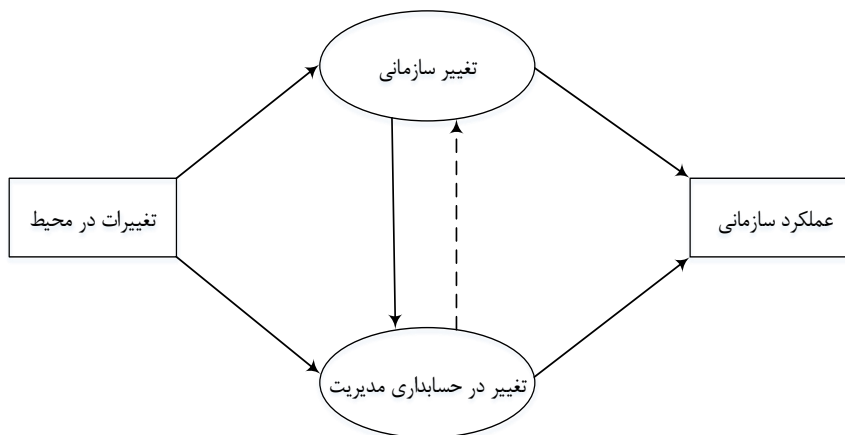 تغییر سازمانی
تغییرات در محیط
عملکرد سازمانی
تغییر در حسابداری مدیریت